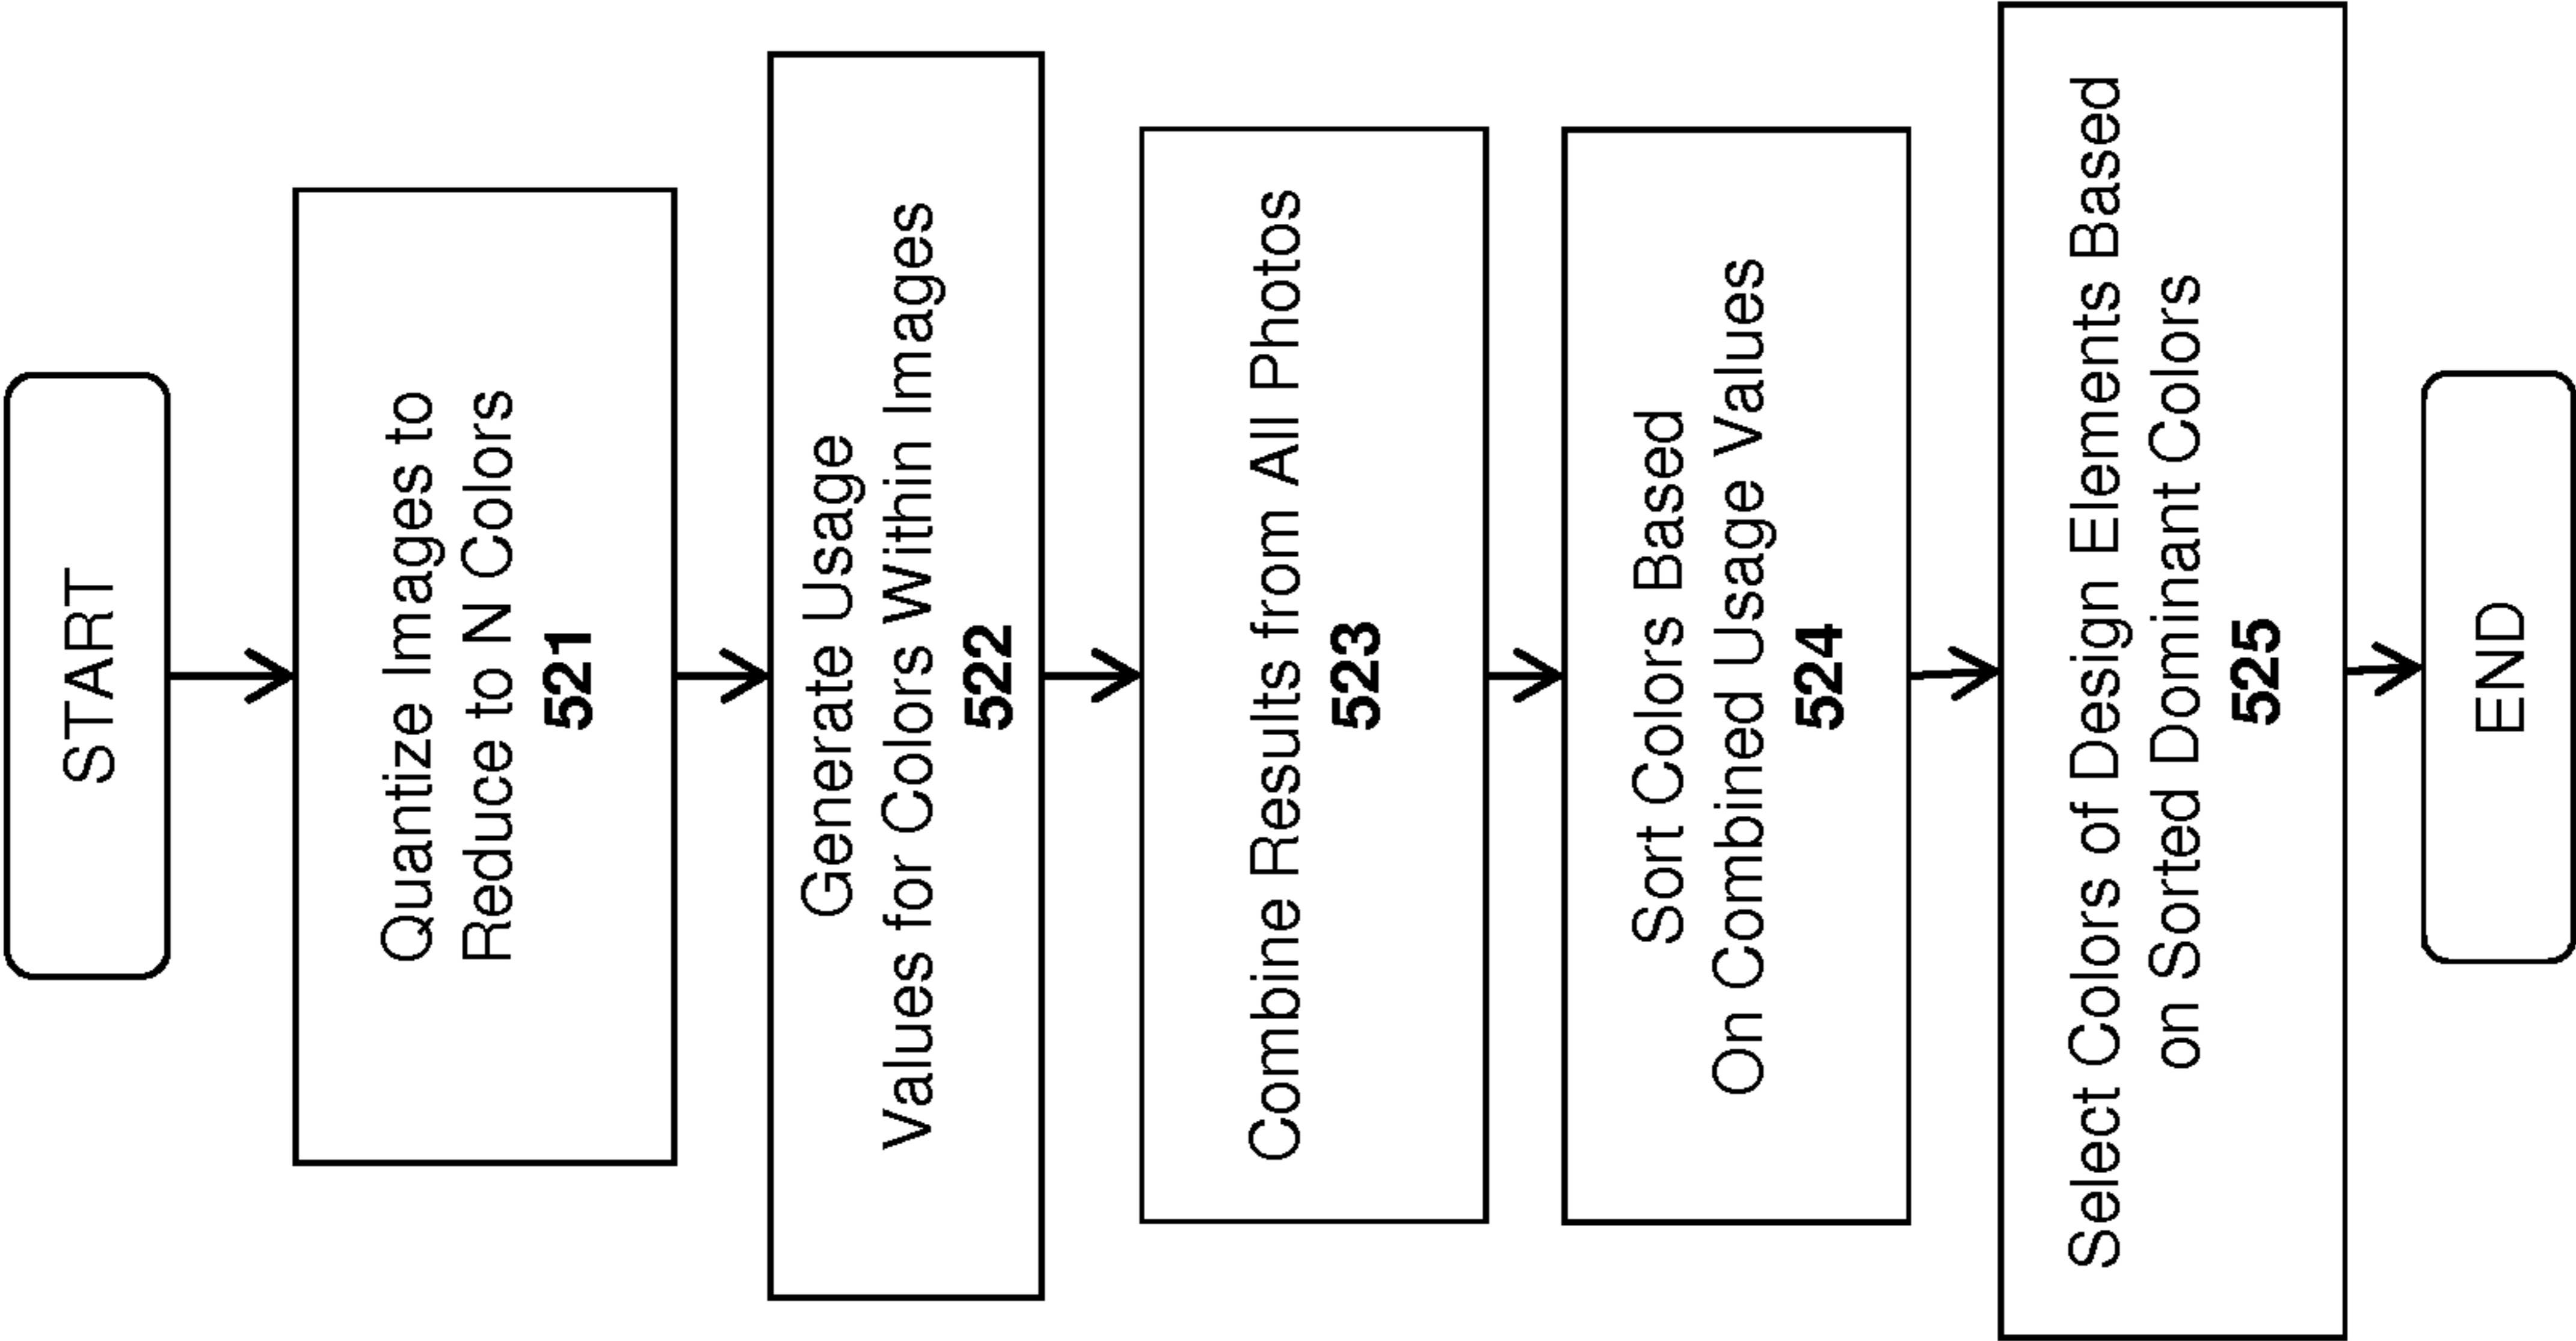 START
Quantize Images to
Reduce to N Colors
521
Generate Usage
Values for Colors Within Images
522
Combine Results from All Photos
523
Sort Colors Based
On Combined Usage Values
524
Select Colors of Design Elements Based
on Sorted Dominant Colors
525
END